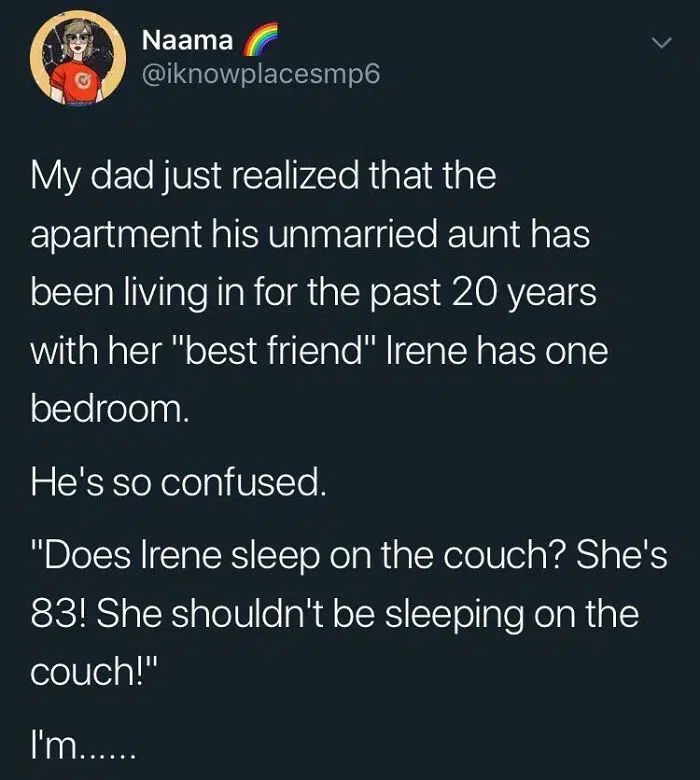 Naama 🌈
@iknowplacesmp6
My dad just realized that the
apartment his unmarried aunt has
been living in for the past 20 years
with her "best friend" Irene has one
bedroom.
He's so confused.
"Does Irene sleep on the couch? She's
83! She shouldn't be sleeping on the
couch!"
I'm......